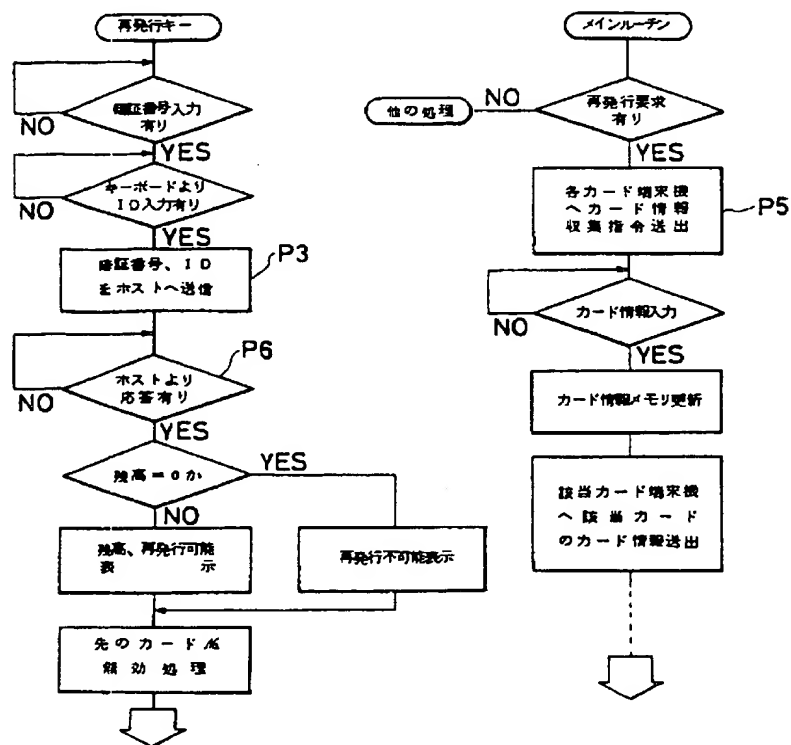 再発行キー
暗証番号入力
有り
NO
YES
キーボードより
ID入力有り
NO
YES
暗証番号、ID
をホストへ送信
P3
ホストより
応答有り
P6
NO
YES
残高=0か
YES
NO
残高、再発行可能
表示
再発行不可能表示
先のカード№
無効処理
メインルーチン
再発行要求
有り
NO
他の処理
YES
各カード端末機
へカード情報
収集指令送出
P5
カード情報入力
NO
YES
カード情報メモリ更新
該当カード端末機
へ該当カード
のカード情報送出